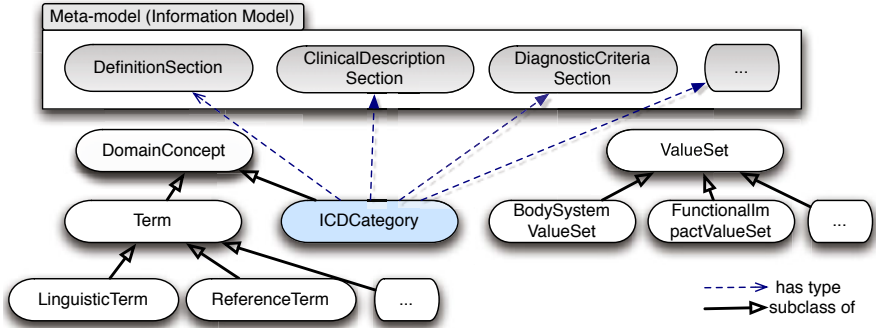 Meta-model (Information Model)
DefinitionSection
ClinicalDescription
Section
DiagnosticCriteria
Section
...
DomainConcept
ValueSet
Term
ICDCategory
BodySystem
ValueSet
FunctionalIm
pactValueSet
...
LinguisticTerm
ReferenceTerm
...
has type
subclass of